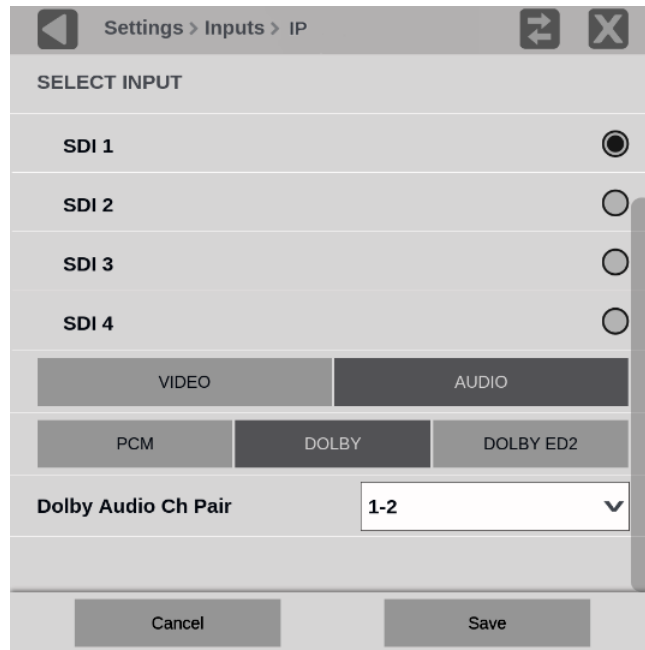 Settings > Inputs > IP
SELECT INPUT
SDI 1
SDI 2
SDI 3
SDI 4
VIDEO AUDIO
PCM DOLBY DOLBY ED2
Dolby Audio Ch Pair 1-2
Cancel Save